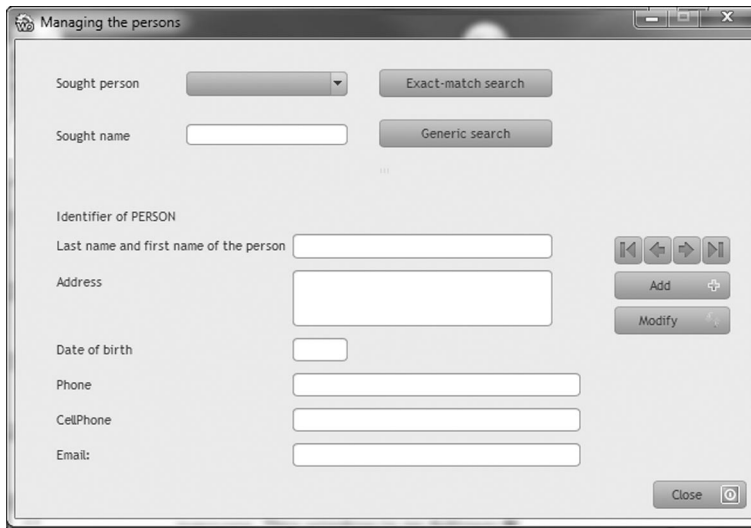 Managing the persons
Sought person
Exact-match search
Sought name
Generic search
Identifier of PERSON
Last name and first name of the person
Address
Add
Modify
Date of birth
Phone
CellPhone
Email:
Close